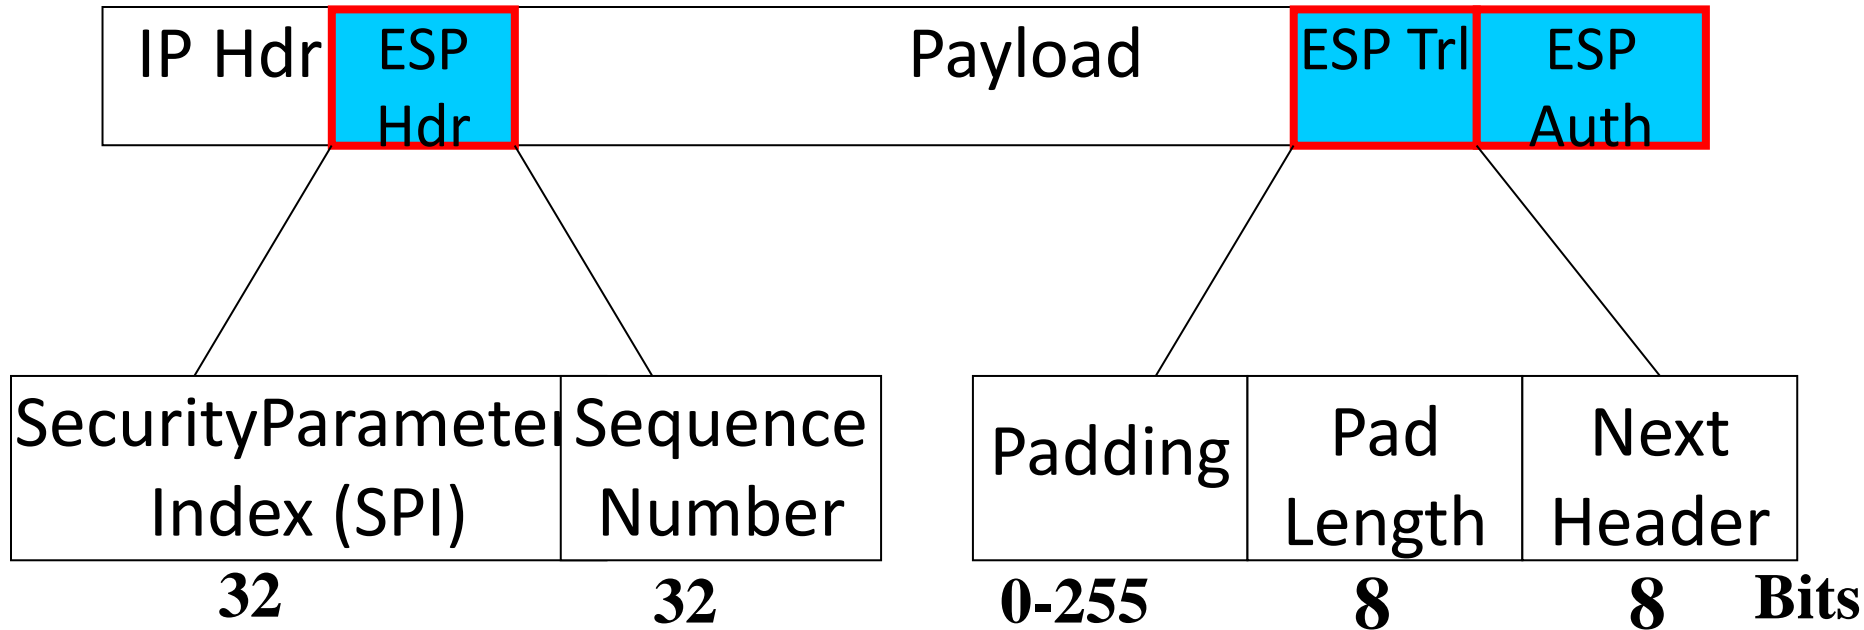 IP Hdr
ESP
Hdr
Payload
ESP Trl
ESP
Auth
SecurityParameter
Index (SPI)
Sequence
Number
Padding
Pad
Length
Next
Header
32
32
0-255
8
8
Bits